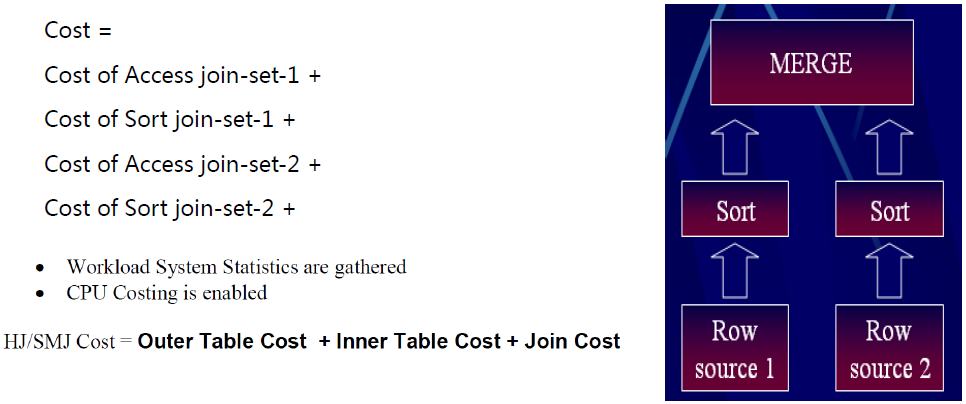 Cost =
Cost of Access join-set-1 +
Cost of Sort join-set-1 +
Cost of Access join-set-2 +
Cost of Sort join-set-2 +
• Workload System Statistics are gathered
• CPU Costing is enabled
HJ/SMJ Cost = Outer Table Cost + Inner Table Cost + Join Cost
MERGE
Sort
Sort
Row
source 1
Row
source 2